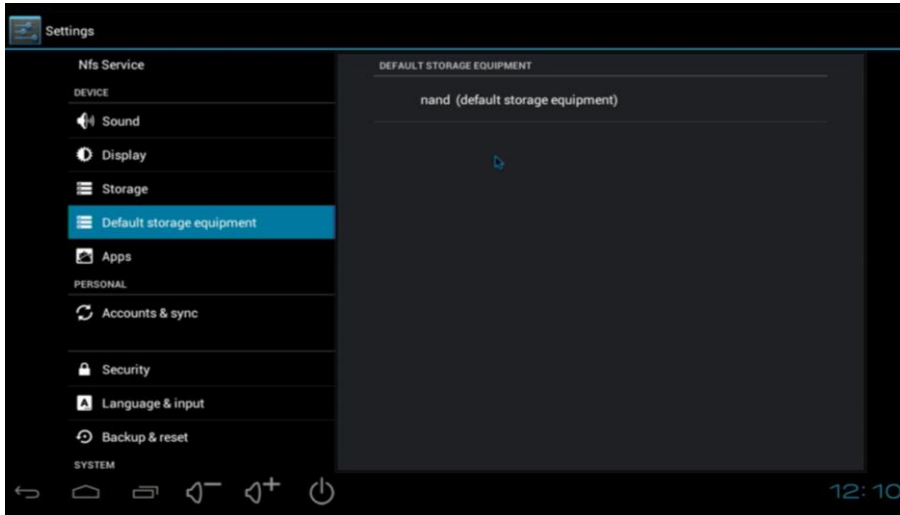 Settings
Nfs Service
DEVICE
Sound
Display
Storage
Default storage equipment
Apps
PERSONAL
Accounts & sync
Security
Language & input
Backup & reset
SYSTEM
DEFAULT STORAGE EQUIPMENT
nand (default storage equipment)
12:10